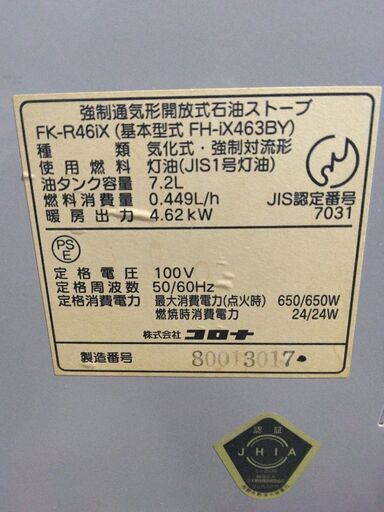 強制通気形開放式石油ストーブ
FK-R46iX (基本型式 FH-iX463BY)
種類 気化式・強制対流形
使用燃料 灯油(JIS1号灯油)
油タンク容量 7.2L
燃料消費量 0.449L/h
暖房出力 4.62kW
JIS認定番号
7031
PS
E
定格電圧 100V
定格周波数 50/60Hz
定格消費電力 最大消費電力(点火時) 650/650W
燃焼時消費電力 24/24W
株式会社 コロナ
製造番号 80013017
認証
JHIA